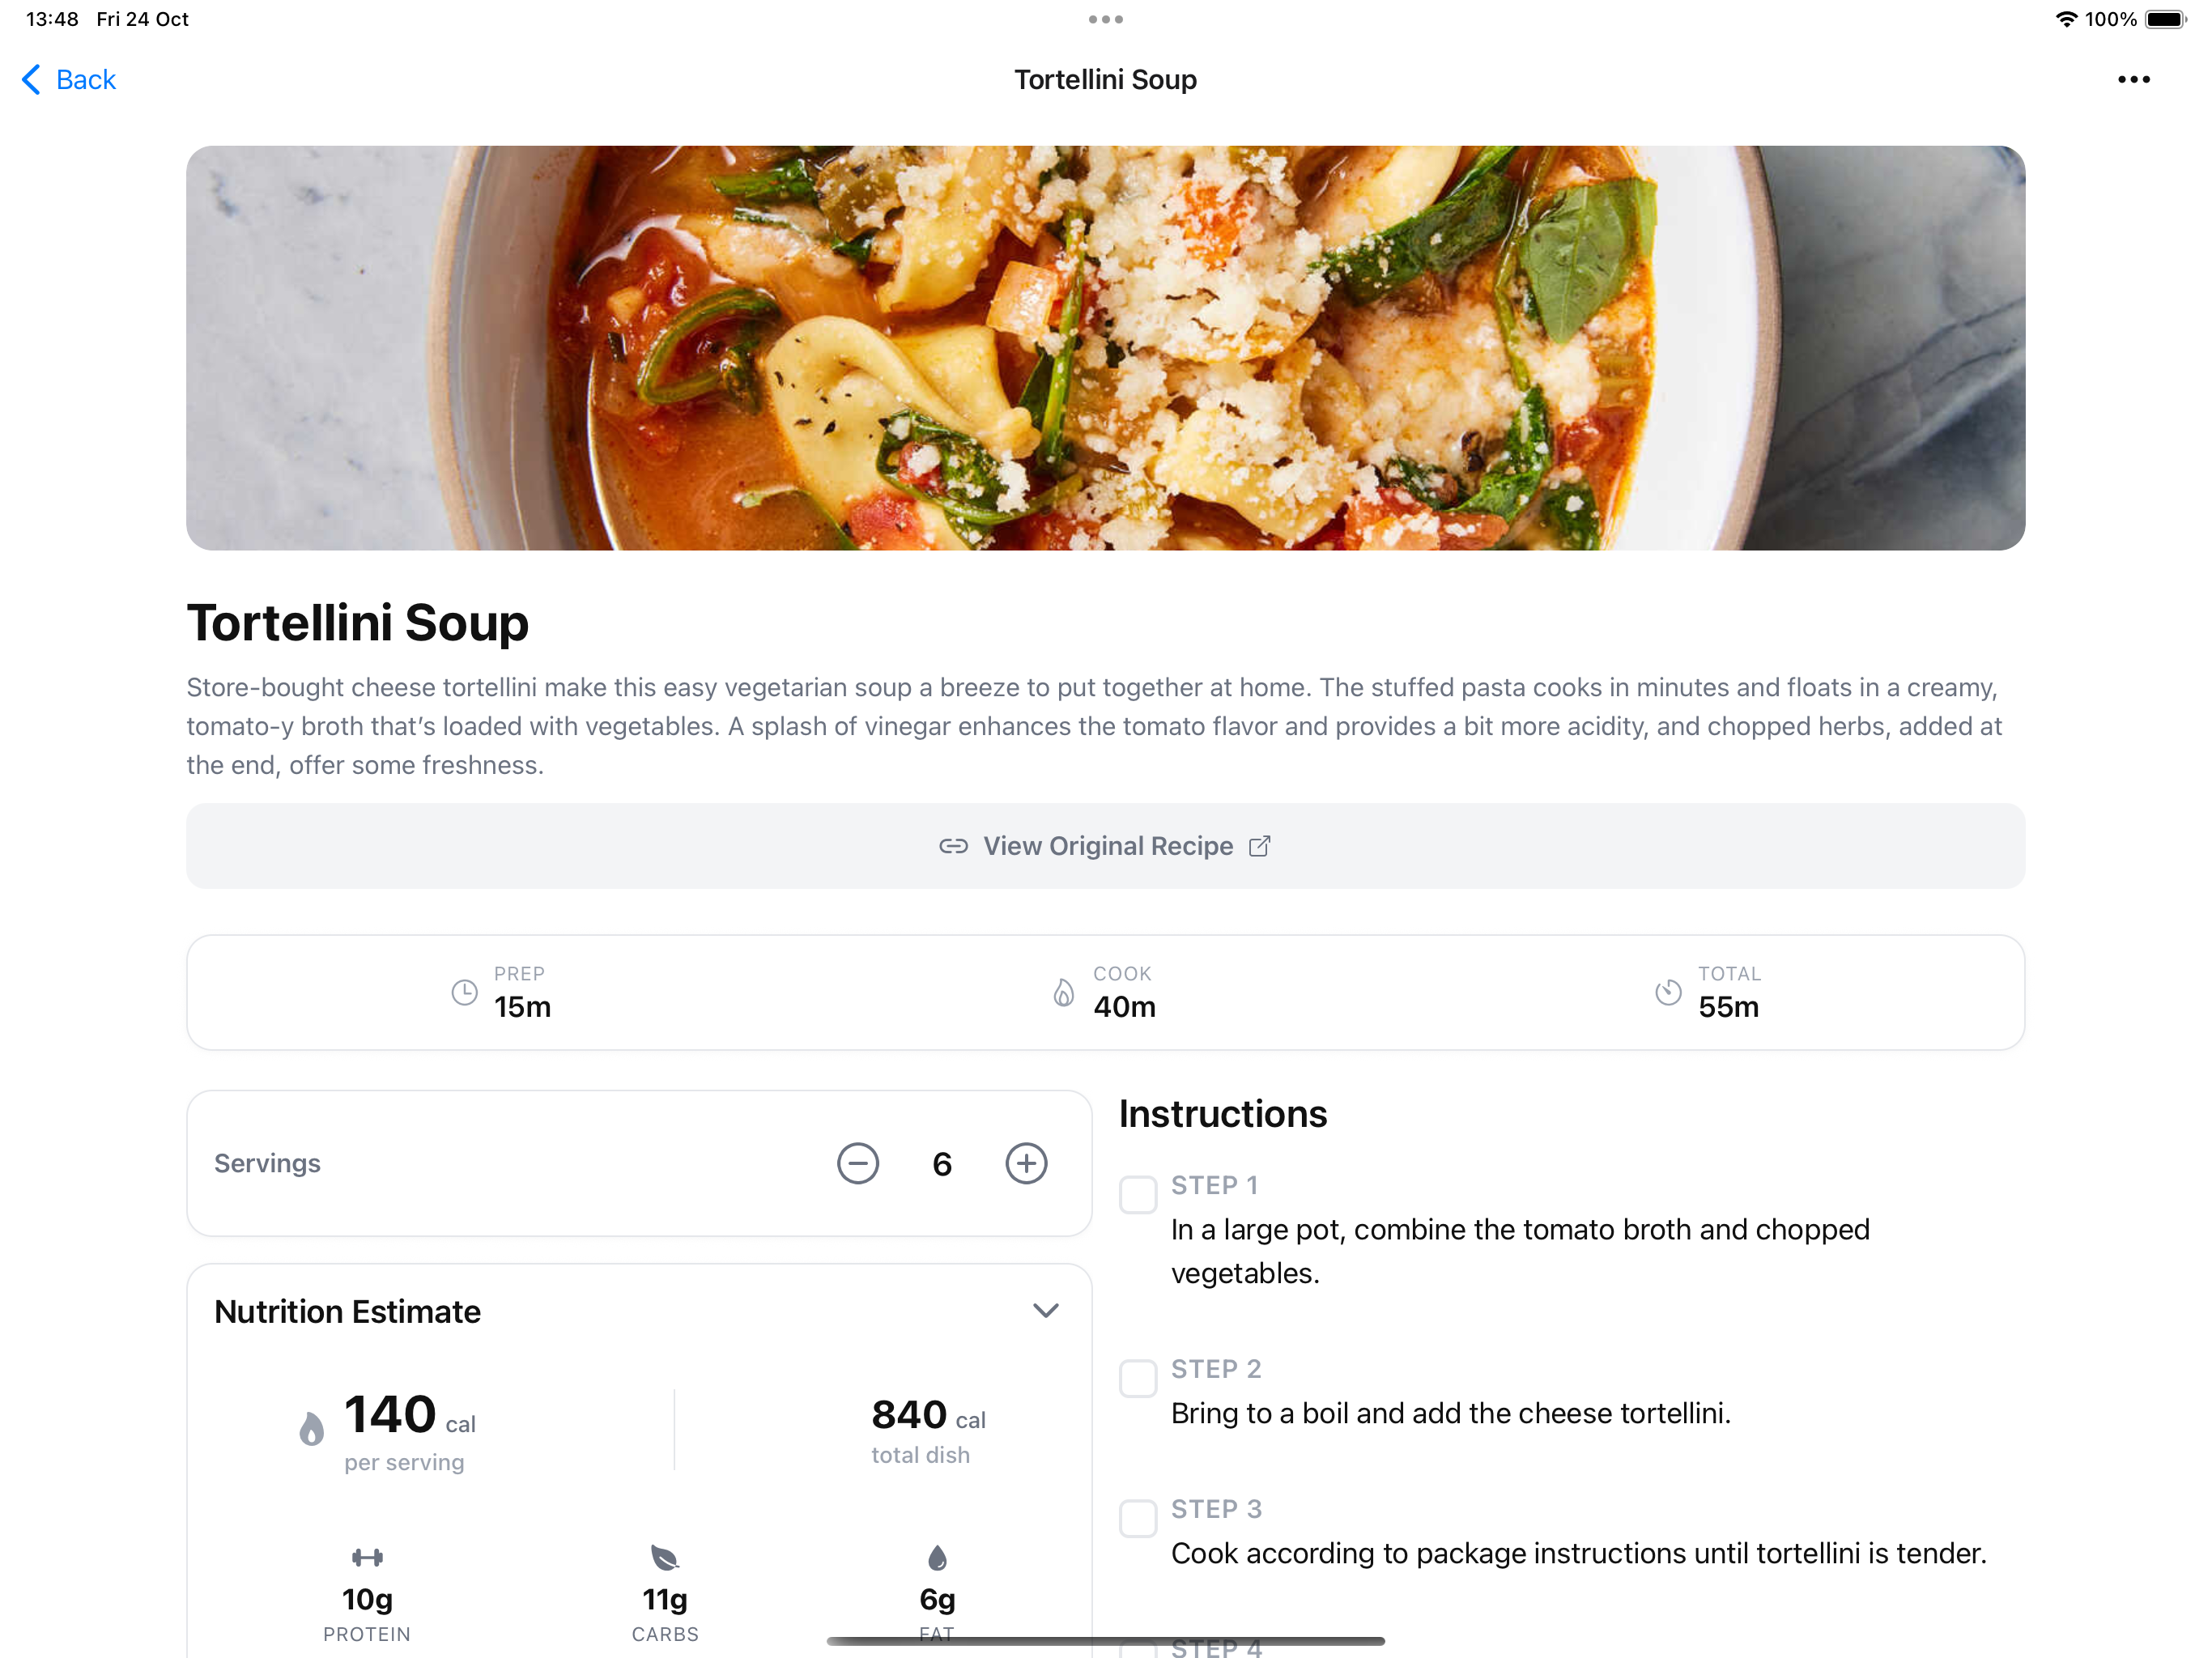 13:48 Fri 24 Oct
100%
Back
Tortellini Soup
Tortellini Soup
Store-bought cheese tortellini make this easy vegetarian soup a breeze to put together at home. The stuffed pasta cooks in minutes and floats in a creamy,
tomato-y broth that’s loaded with vegetables. A splash of vinegar enhances the tomato flavor and provides a bit more acidity, and chopped herbs, added at
the end, offer some freshness.
View Original Recipe
PREP
15m
COOK
40m
TOTAL
55m
Servings
6
Nutrition Estimate
140 cal
per serving
840 cal
total dish
10g
PROTEIN
11g
CARBS
6g
FAT
Instructions
STEP 1
In a large pot, combine the tomato broth and chopped
vegetables.
STEP 2
Bring to a boil and add the cheese tortellini.
STEP 3
Cook according to package instructions until tortellini is tender.
STEP 4